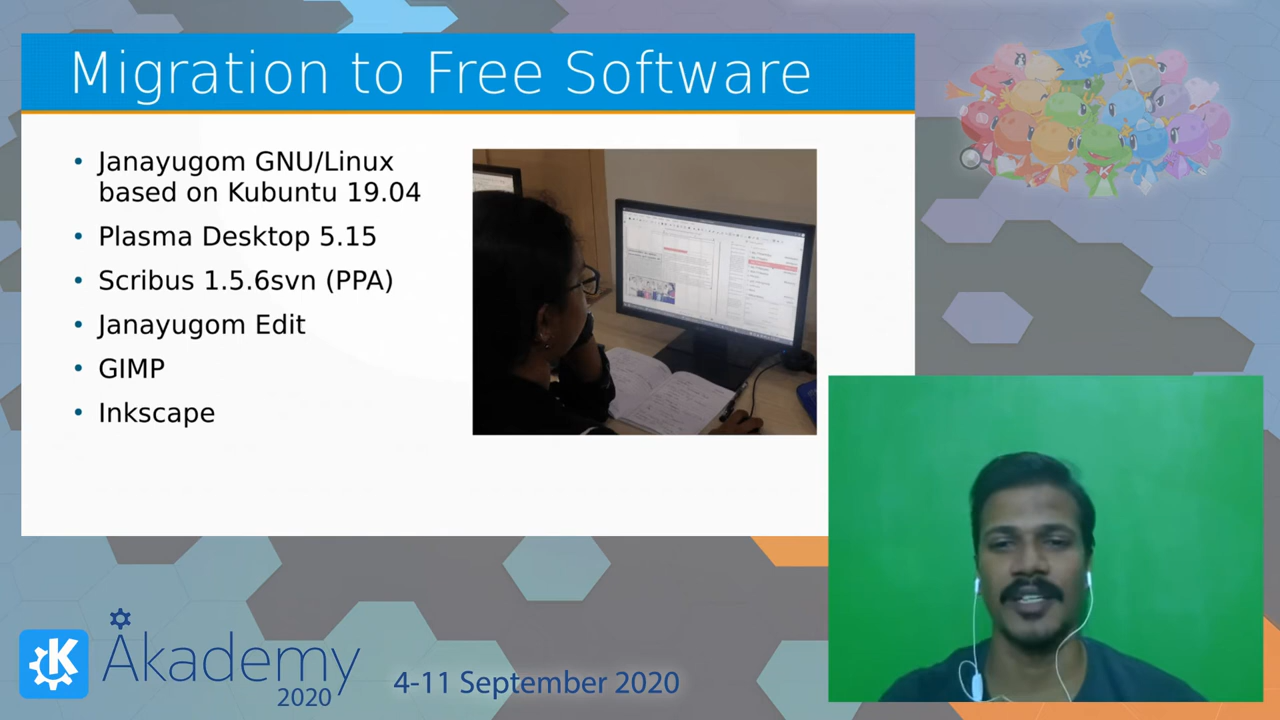 Migration to Free Software
• Janayugom GNU/Linux
based on Kubuntu 19.04
• Plasma Desktop 5.15
• Scribus 1.5.6svn (PPA)
• Janayugom Edit
• GIMP
• Inkscape
K
Akademy
2020
4-11 September 2020